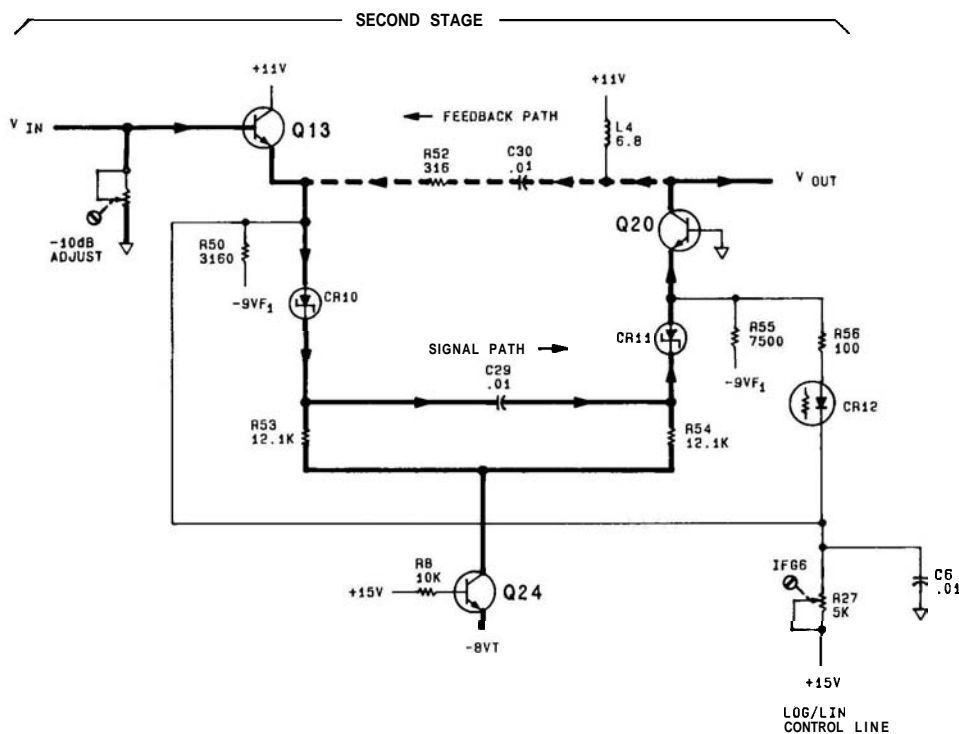 SECOND STAGE
+11V
+11V
V IN
Q13
FEEDBACK PATH
L4
6.8
R52
316
C30
.01
V OUT
Q20
-10dB
ADJUST
R50
3160
-9VF1
CR10
SIGNAL PATH
CR11
R55
7500
-9VF1
R56
100
C29
.01
CR12
R53
12.1K
R54
12.1K
R8
10K
+15V
Q24
-8VT
IFG6
R27
5K
C6
.01
+15V
LOG/LIN
CONTROL LINE